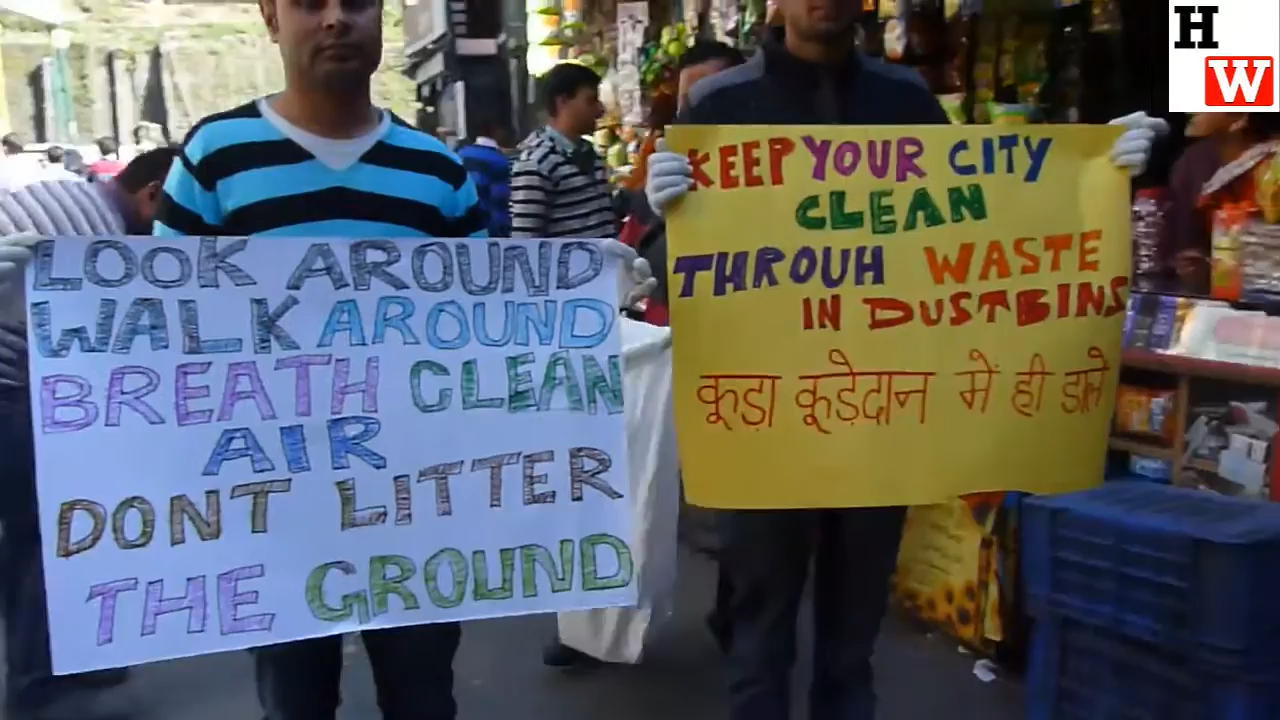 LOOK AROUND
WALK AROUND
BREATH CLEAN
AIR
DONT LITTER
THE GROUND
KEEP YOUR CITY
CLEAN
THROUH WASTE
IN DUSTBINS
कूड़ा कूड़ेदान में ही डाले
H
W